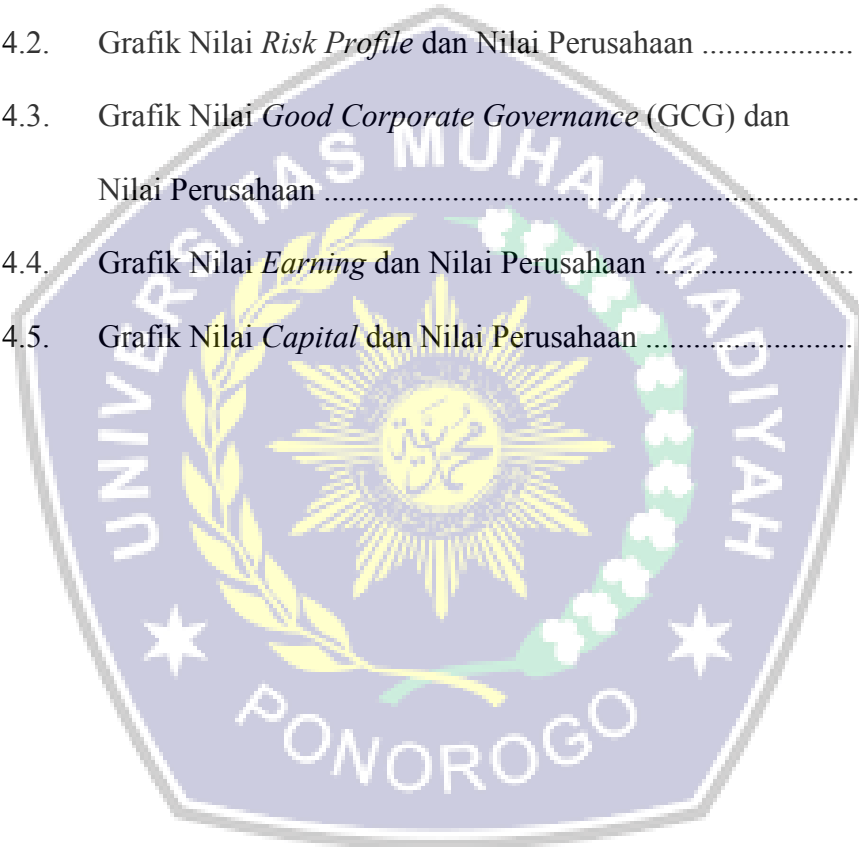 4.2. Grafik Nilai Risk Profile dan Nilai Perusahaan ...................
4.3. Grafik Nilai Good Corporate Governance (GCG) dan
Nilai Perusahaan ...................................................................
4.4. Grafik Nilai Earning dan Nilai Perusahaan .........................
4.5. Grafik Nilai Capital dan Nilai Perusahaan ..........................
UNIVERSITAS MUHAMMADIYAH
PONOROGO